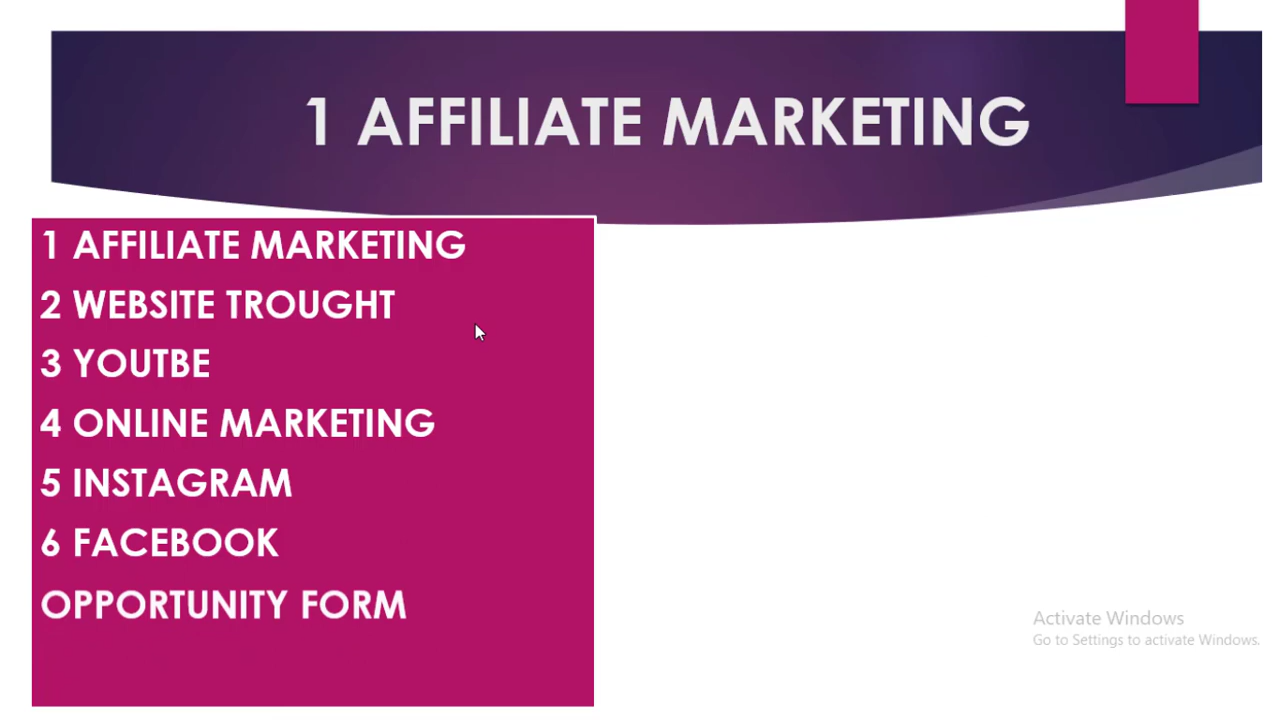 1 AFFILIATE MARKETING
1 AFFILIATE MARKETING
2 WEBSITE TROUGHT
3 YOUTBE
4 ONLINE MARKETING
5 INSTAGRAM
6 FACEBOOK
OPPORTUNITY FORM
Activate Windows
Go to Settings to activate Windows.